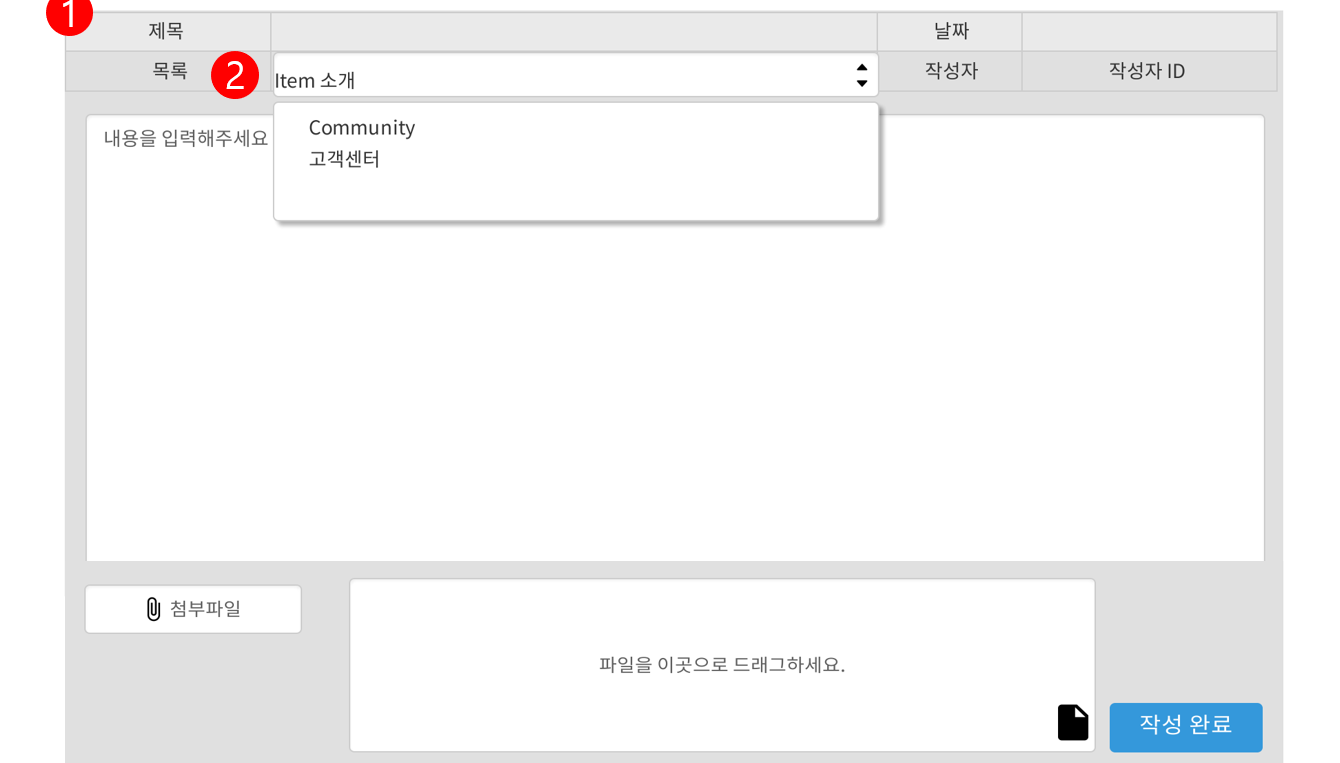 1
제목 날짜
목록 2 Item 소개 작성자 작성자 ID
Community
내용을 입력해주세요
고객센터
첨부파일
파일을 이곳으로 드래그하세요.
작성 완료